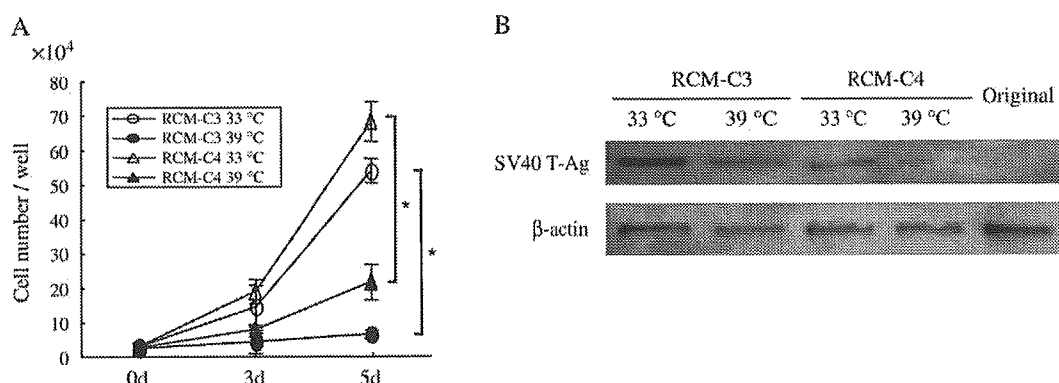 A
×10⁴
80
70
60
50
40
30
20
10
0
Cell number / well
RCM-C3 33 °C
RCM-C3 39 °C
RCM-C4 33 °C
RCM-C4 39 °C
*
*
0d
3d
5d
B
RCM-C3
RCM-C4
Original
33 °C
39 °C
33 °C
39 °C
SV40 T-Ag
β-actin